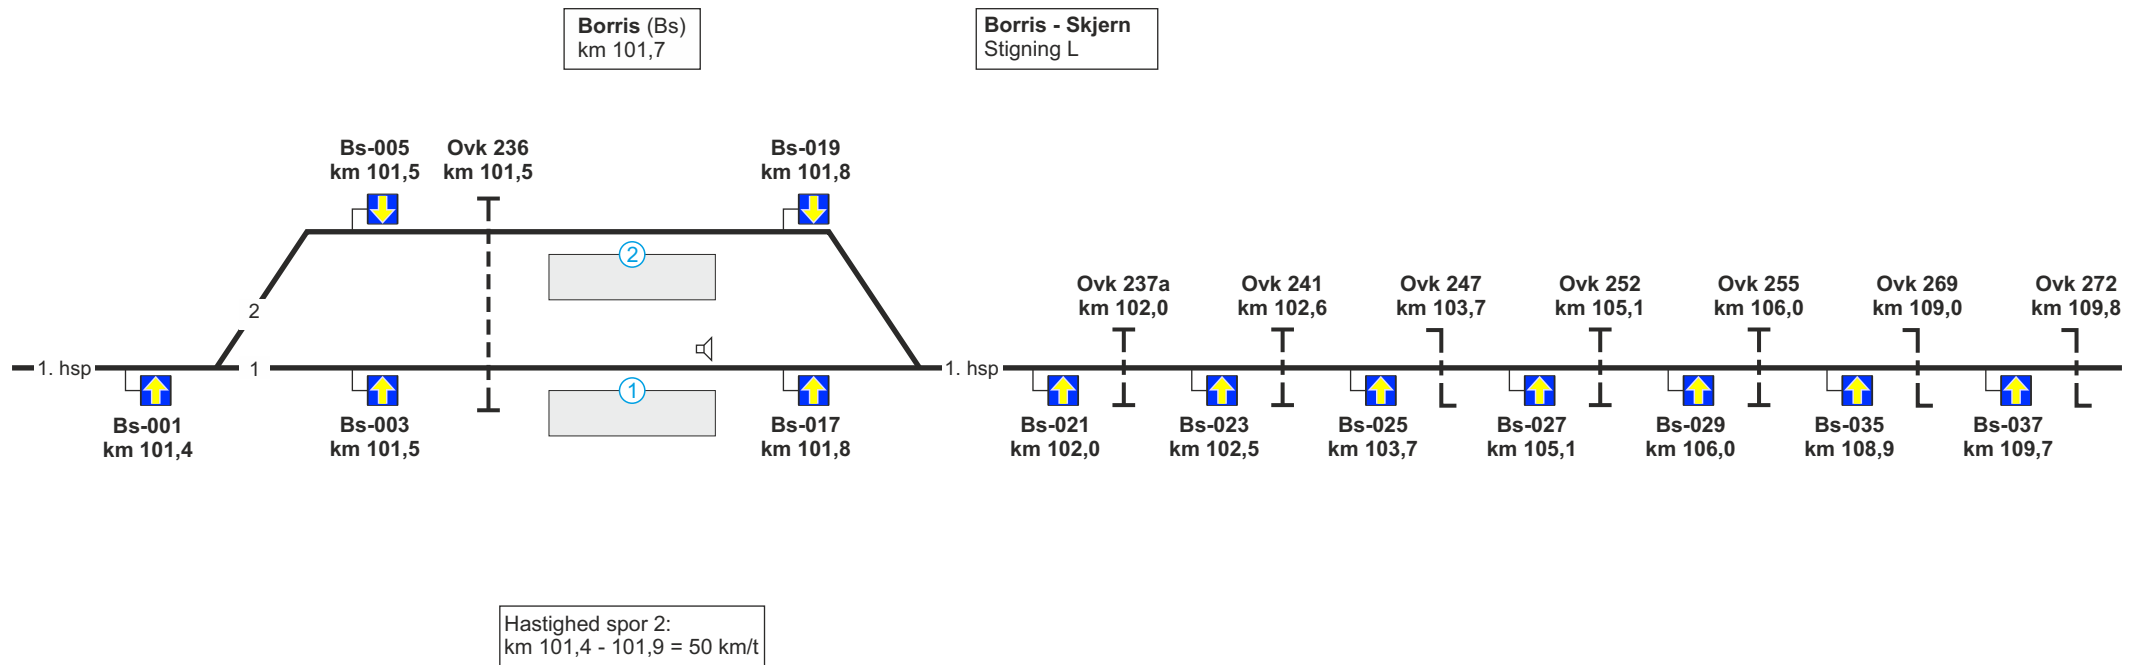 Borris (Bs)
km 101,7
Borris - Skjern
Stigning L
Bs-005
km 101,5
Ovk 236
km 101,5
Bs-019
km 101,8
2
2
Ovk 237a
km 102,0
Ovk 241
km 102,6
Ovk 247
km 103,7
Ovk 252
km 105,1
Ovk 255
km 106,0
Ovk 269
km 109,0
Ovk 272
km 109,8
1. hsp
1
1
1. hsp
Bs-001
km 101,4
Bs-003
km 101,5
Bs-017
km 101,8
Bs-021
km 102,0
Bs-023
km 102,5
Bs-025
km 103,7
Bs-027
km 105,1
Bs-029
km 106,0
Bs-035
km 108,9
Bs-037
km 109,7
Hastighed spor 2:
km 101,4 - 101,9 = 50 km/t